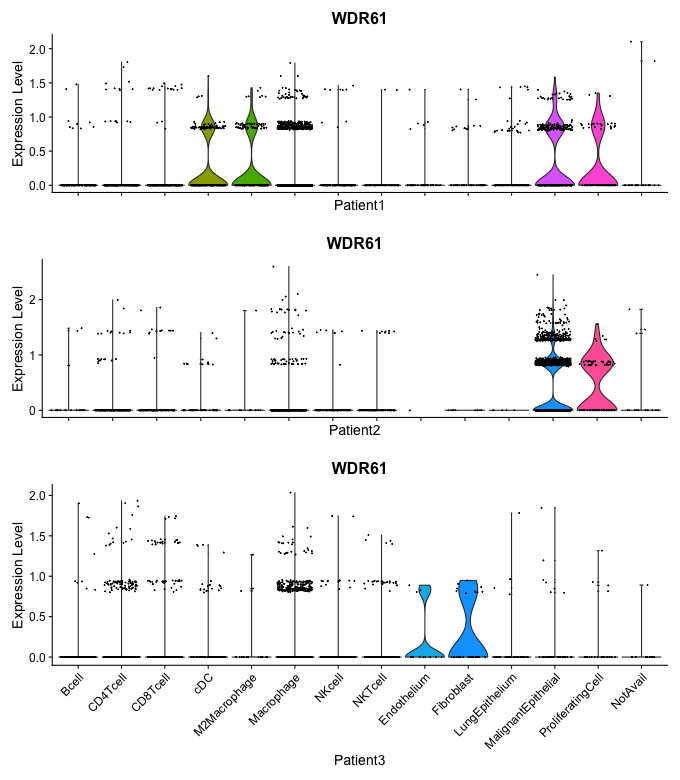 WDR61
Expression Level
2.0
1.5
1.0
0.5
0.0
Patient1
WDR61
Expression Level
2
1
0
Patient2
WDR61
Expression Level
2.0
1.5
1.0
0.5
0.0
Bcell
CD4Tcell
CD8Tcell
cDC
M2Macrophage
Macrophage
NKcell
NKTcell
Endothelium
Fibroblast
LungEpithelium
MalignantEpithelial
ProliferatingCell
NotAvail
Patient3